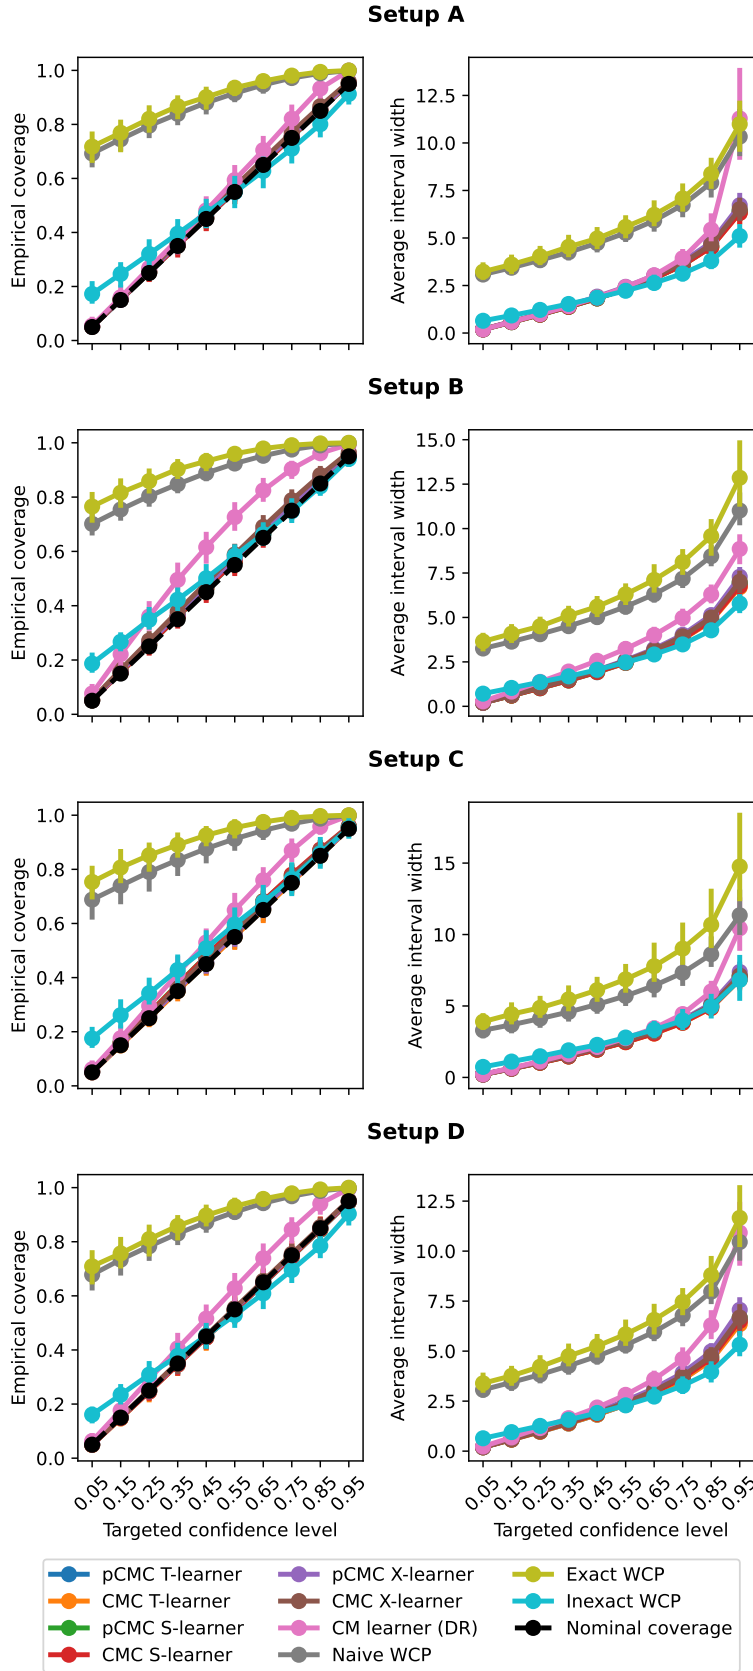 Setup A
Empirical coverage
1.0
0.8
0.6
0.4
0.2
0.0
Average interval width
12.5
10.0
7.5
5.0
2.5
0.0
Setup B
Empirical coverage
1.0
0.8
0.6
0.4
0.2
0.0
Average interval width
15.0
12.5
10.0
7.5
5.0
2.5
0.0
Setup C
Empirical coverage
1.0
0.8
0.6
0.4
0.2
0.0
Average interval width
15
10
5
0
Setup D
Empirical coverage
1.0
0.8
0.6
0.4
0.2
0.0
Average interval width
12.5
10.0
7.5
5.0
2.5
0.0
0.05 0.15 0.25 0.35 0.45 0.55 0.65 0.75 0.85 0.95
Targeted confidence level
0.05 0.15 0.25 0.35 0.45 0.55 0.65 0.75 0.85 0.95
Targeted confidence level
pCMC T-learner
CMC T-learner
pCMC S-learner
CMC S-learner
pCMC X-learner
CMC X-learner
CM learner (DR)
Naive WCP
Exact WCP
Inexact WCP
Nominal coverage